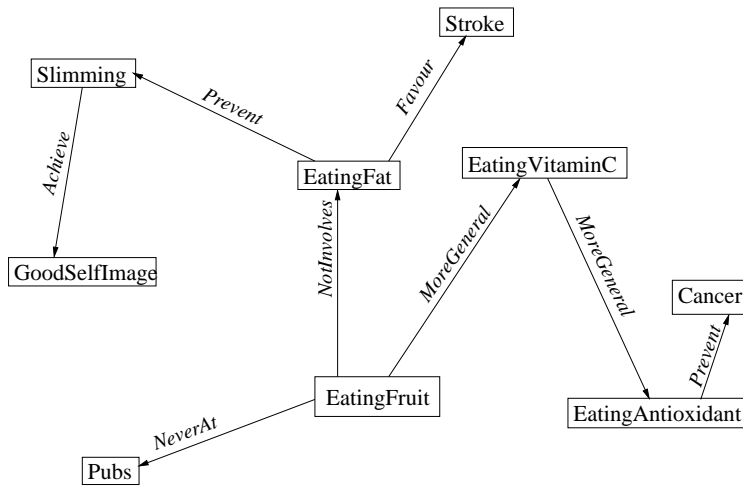 Stroke
Slimming
Prevent
Favour
Achieve
EatingFat
EatingVitaminC
GoodSelfImage
NotInvolves
MoreGeneral
MoreGeneral
Cancer
Prevent
EatingFruit
EatingAntioxidant
NeverAt
Pubs